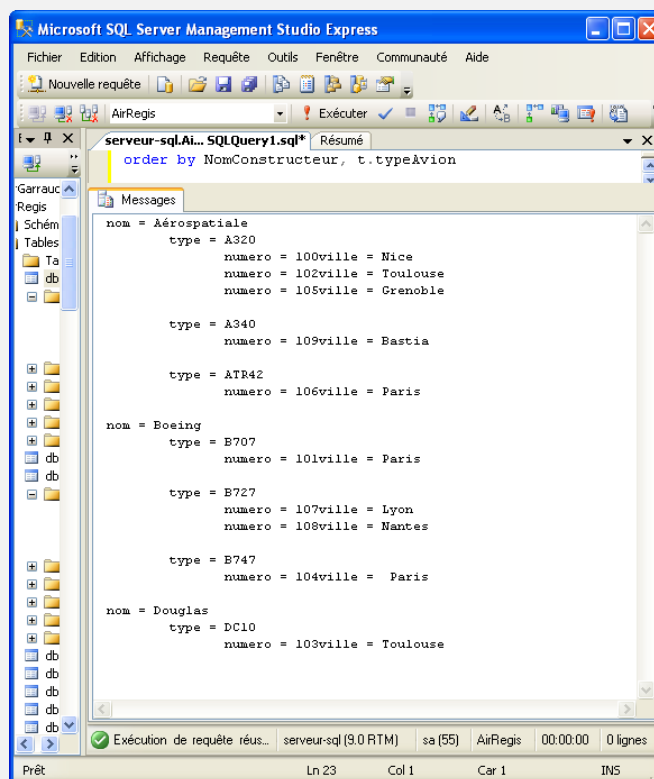 Microsoft SQL Server Management Studio Express
Fichier Edition Affichage Requête Outils Fenêtre Communauté Aide
Nouvelle requête
AirRegis Exécuter
serveur-sql.Ai... SQLQuery1.sql* Résumé
order by NomConstructeur, t.typeAvion
Messages
Garrauc
Regis
Schém
Tables
Ta
db
db
db
db
db
db
db
db
nom = Aérospatiale
type = A320
numero = 100ville = Nice
numero = 102ville = Toulouse
numero = 105ville = Grenoble
type = A340
numero = 109ville = Bastia
type = ATR42
numero = 106ville = Paris
nom = Boeing
type = B707
numero = 101ville = Paris
type = B727
numero = 107ville = Lyon
numero = 108ville = Nantes
type = B747
numero = 104ville =  Paris
nom = Douglas
type = DC10
numero = 103ville = Toulouse
Exécution de requête réus... serveur-sql (9.0 RTM) sa (55) AirRegis 00:00:00 0 lignes
Prêt Ln 23 Col 1 Car 1 INS